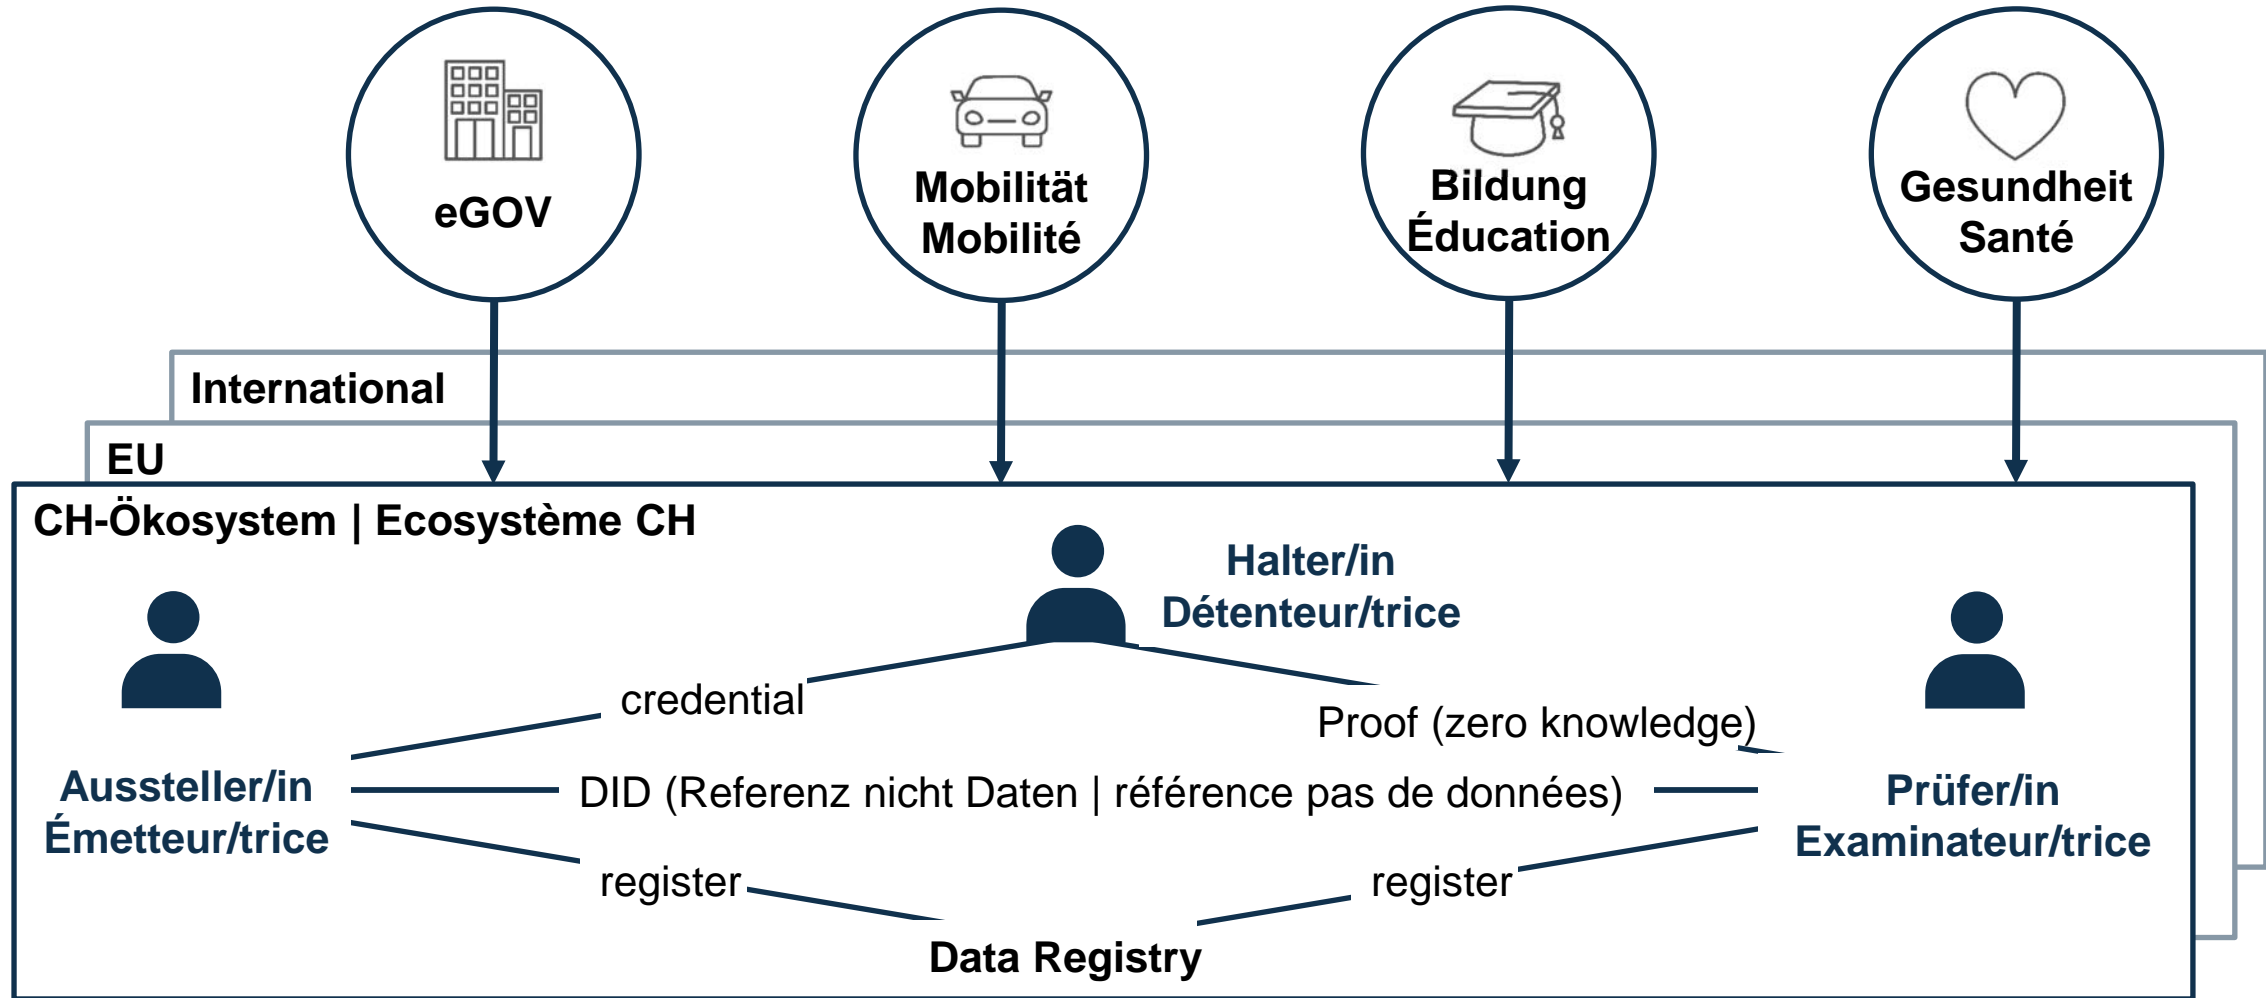 eGOV
Mobilität
Mobilité
Bildung
Éducation
Gesundheit
Santé
International
EU
CH-Ökosystem | Ecosystème CH
Halter/in
Détenteur/trice
credential
Proof (zero knowledge)
Aussteller/in
Émetteur/trice
DID (Referenz nicht Daten | référence pas de données)
Prüfer/in
Examinateur/trice
register
register
Data Registry